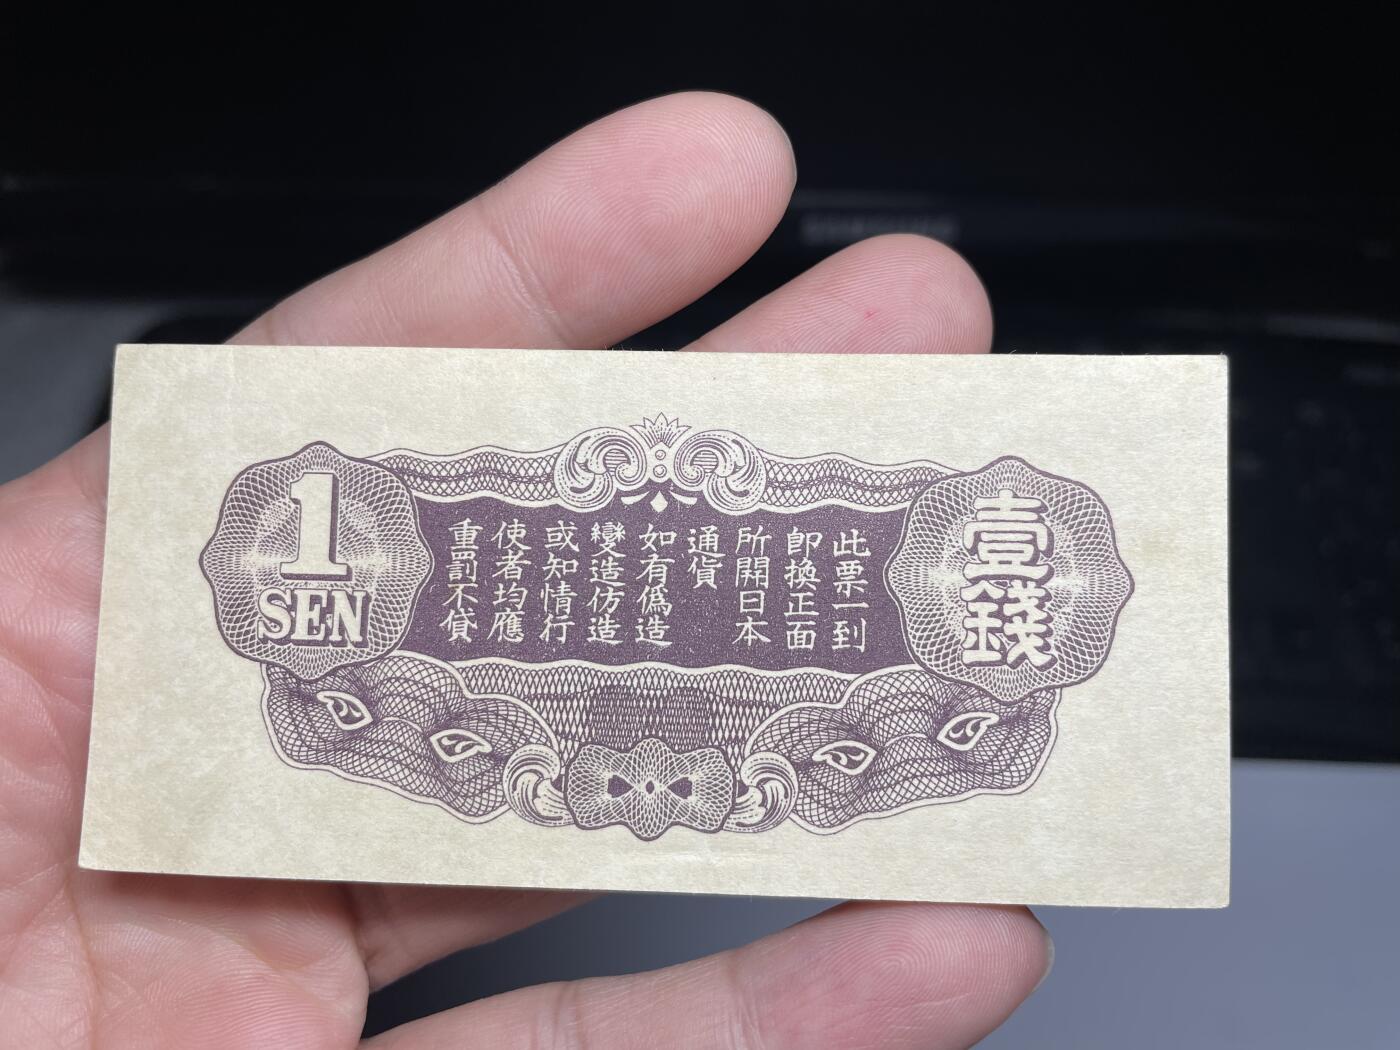 1
SEN
壹錢
此票一到
即換正面
所開日本
通貨
如有偽造
變造仿造
或知情行
使者均應
重罰不貸